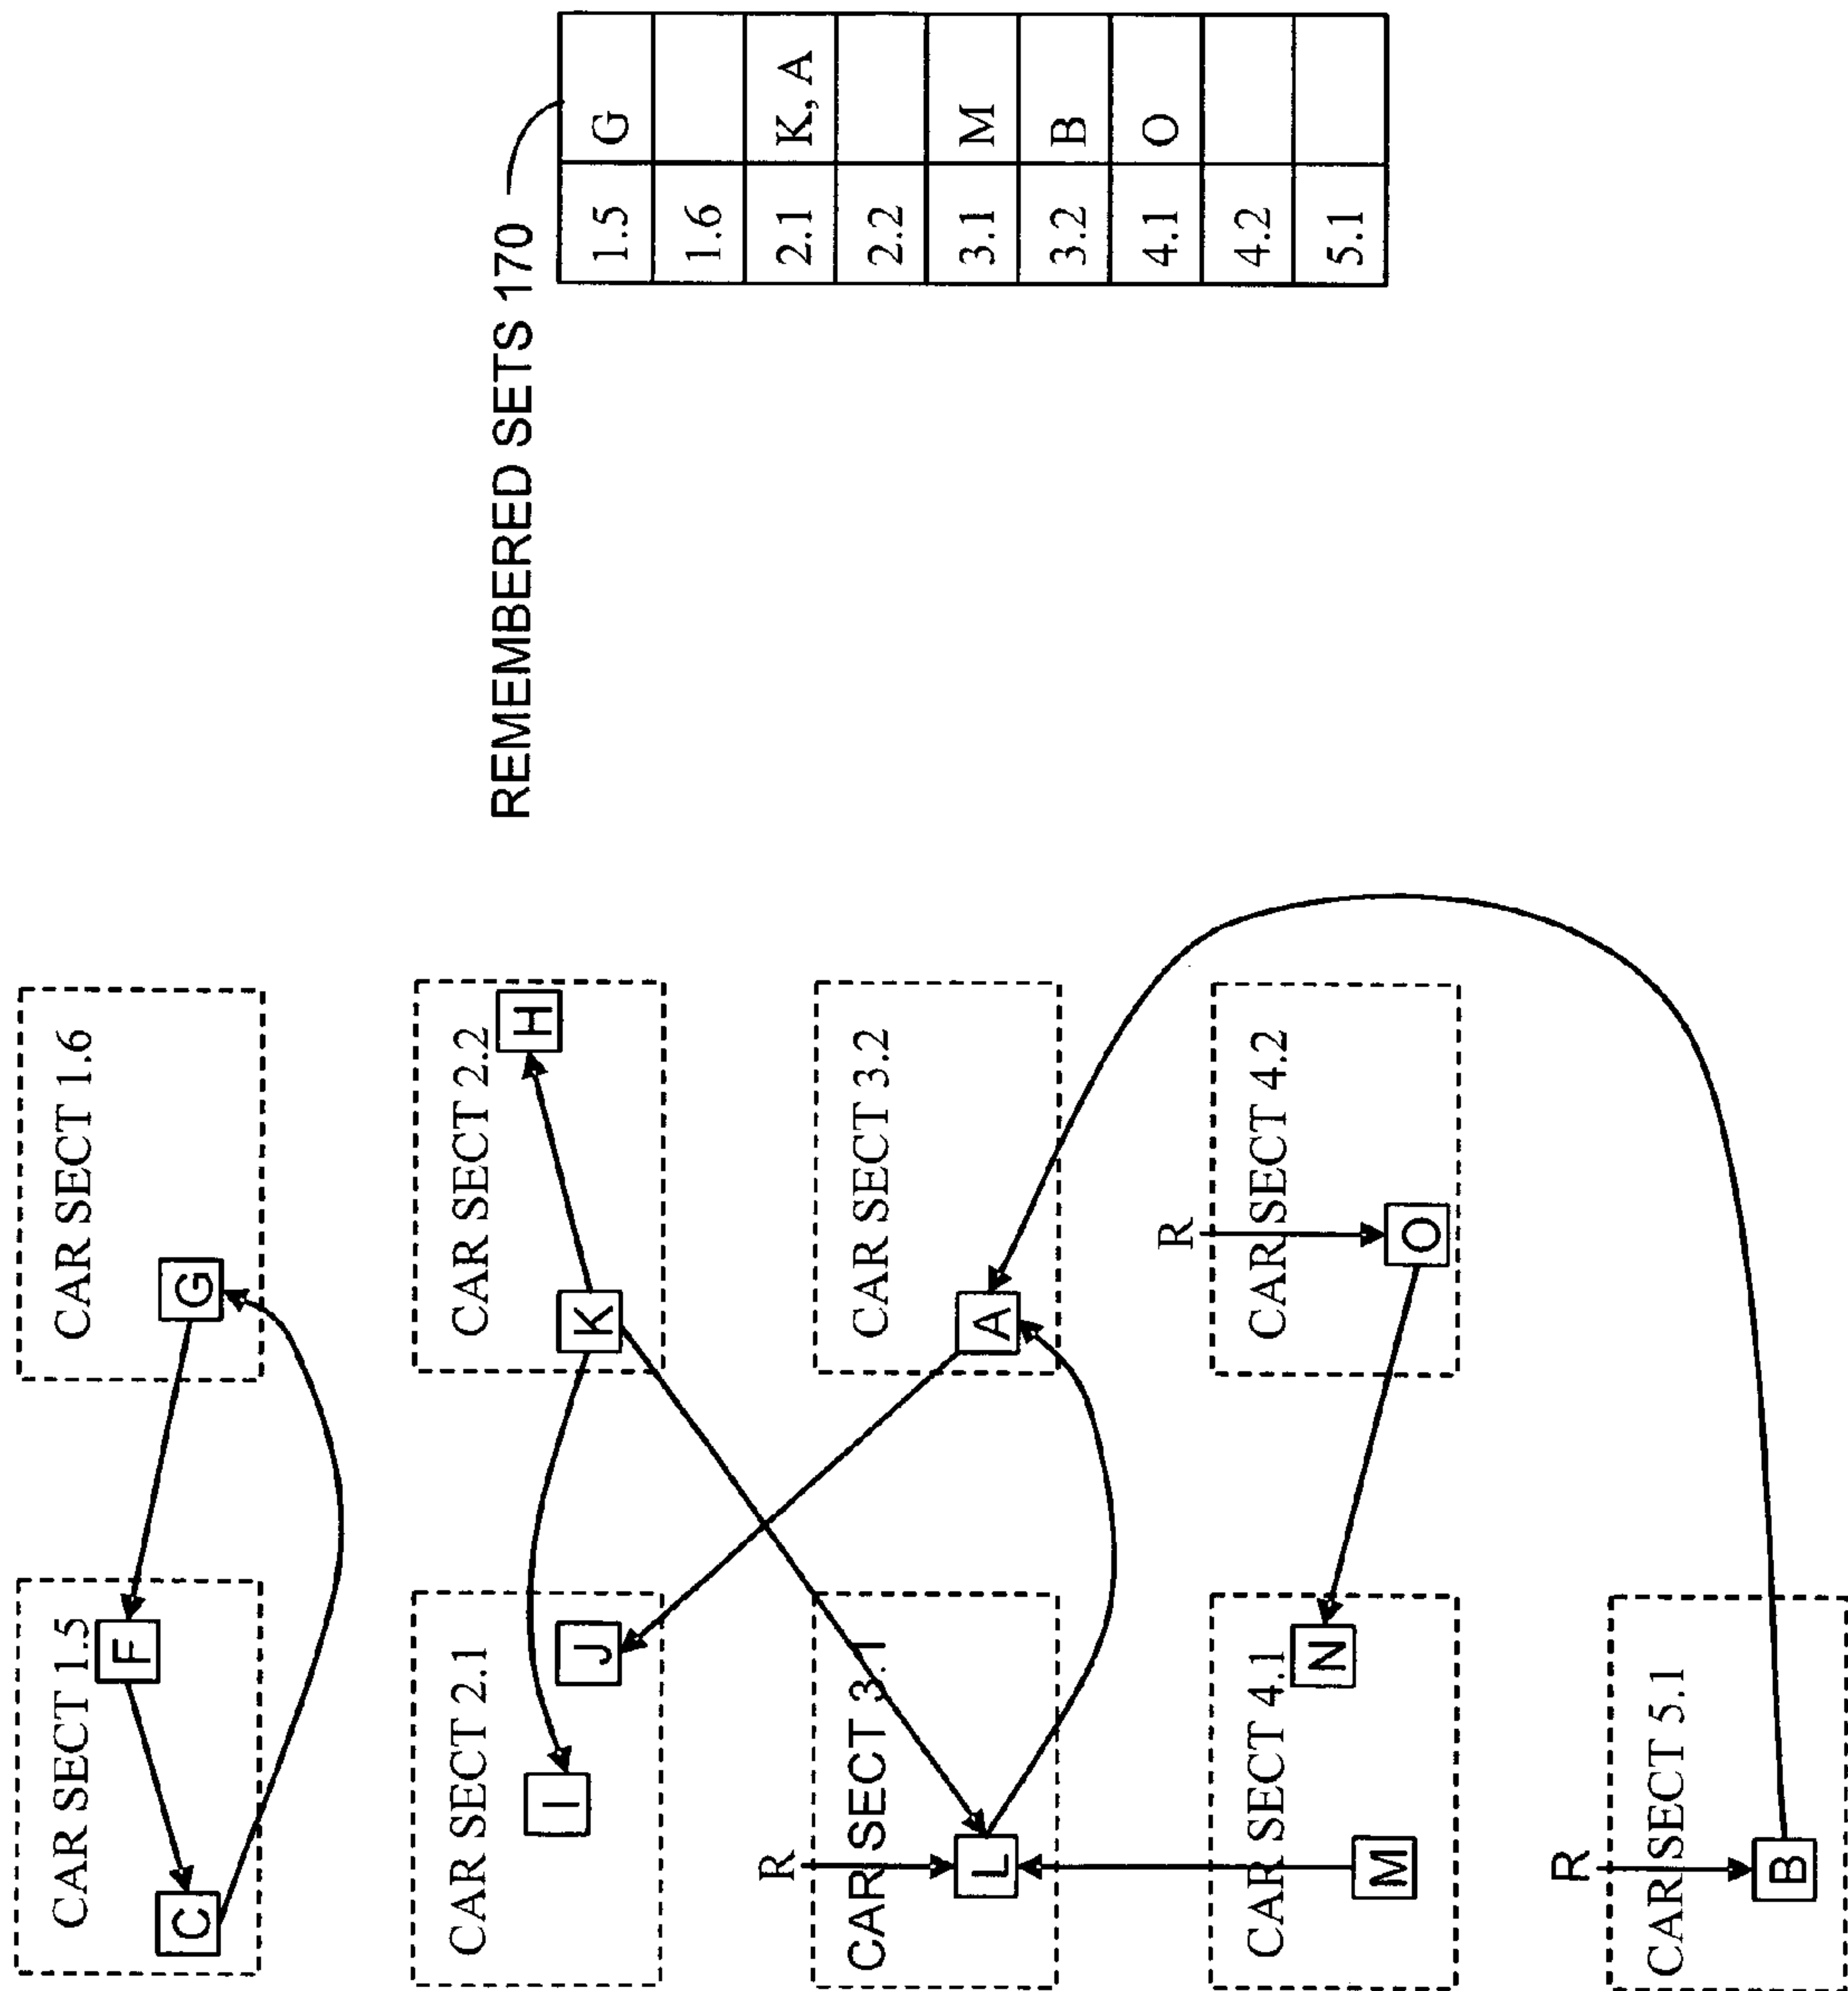 CAR SECT 1.5
F
C
CAR SECT 1.6
G
CAR SECT 2.1
I
J
CAR SECT 2.2
H
K
R
CAR SECT 3.1
L
CAR SECT 3.2
A
CAR SECT 4.1
M
N
R
CAR SECT 4.2
O
R
CAR SECT 5.1
B
REMEMBERED SETS 170
1.5 G
1.6
2.1 K, A
2.2
3.1 M
3.2 B
4.1 O
4.2
5.1